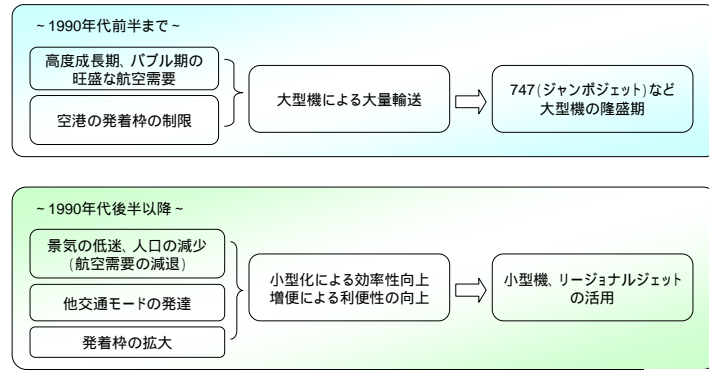 ~1990年代前半まで~
高度成長期、バブル期の
旺盛な航空需要
空港の発着枠の制限
大型機による大量輸送
747(ジャンボジェット)など
大型機の隆盛期
~1990年代後半以降~
景気の低迷、人口の減少
(航空需要の減退)
他交通モードの発達
発着枠の拡大
小型化による効率性向上
増便による利便性の向上
小型機、リージョナルジェット
の活用